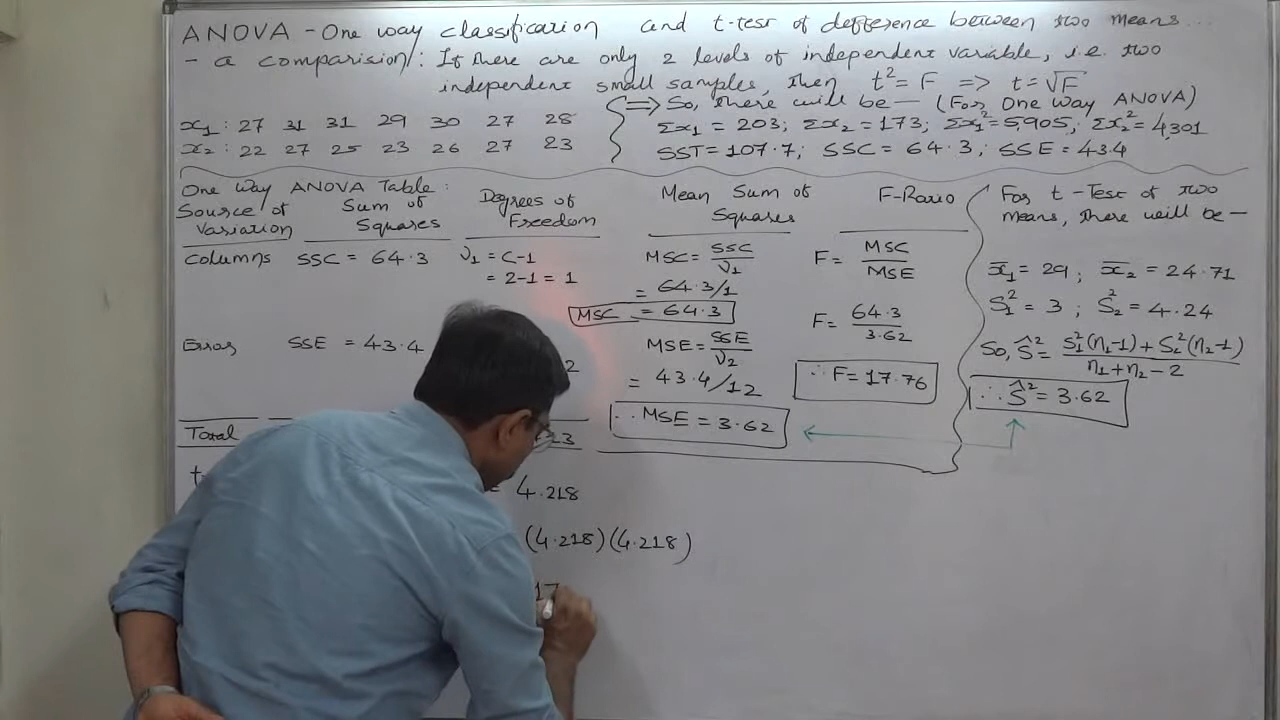 ANOVA - One way classification and t-test of defference between two means...
- a comparision : If there are only 2 levels of independent variable, i.e. two
independent small samples, then t² = F => t = √F
x₁ : 27 31 31 29 30 27 28
x₂ : 22 27 25 23 26 27 23
=> So, there will be — (For One Way ANOVA)
Σx₁ = 203; Σx₂ = 173; Σx₁² = 5,905; Σx₂² = 4,301
SST = 107.7; SSC = 64.3; SSE = 43.4
One Way ANOVA Table :
Source of Variation
Sum of Squares
Degrees of Freedom
Mean Sum of Squares
F-Ratio
Columns SSC = 64.3
ν₁ = C-1
= 2-1 = 1
MSC = SSC/ν₁
= 64.3/1
MSC = 64.3
F = MSC/MSE
F = 64.3/3.62
∴ F = 17.76
Error SSE = 43.4
2
MSE = SSE/ν₂
= 43.4/12
∴ MSE = 3.62
Total 13
For t-Test of two
means, there will be —
x̄₁ = 29 ; x̄₂ = 24.71
S₁² = 3 ; S₂² = 4.24
So, Ŝ² = S₁²(n₁-1) + S₂²(n₂-1) / n₁+n₂-2
∴ Ŝ² = 3.62
t = 4.218
(4.218)(4.218)
17